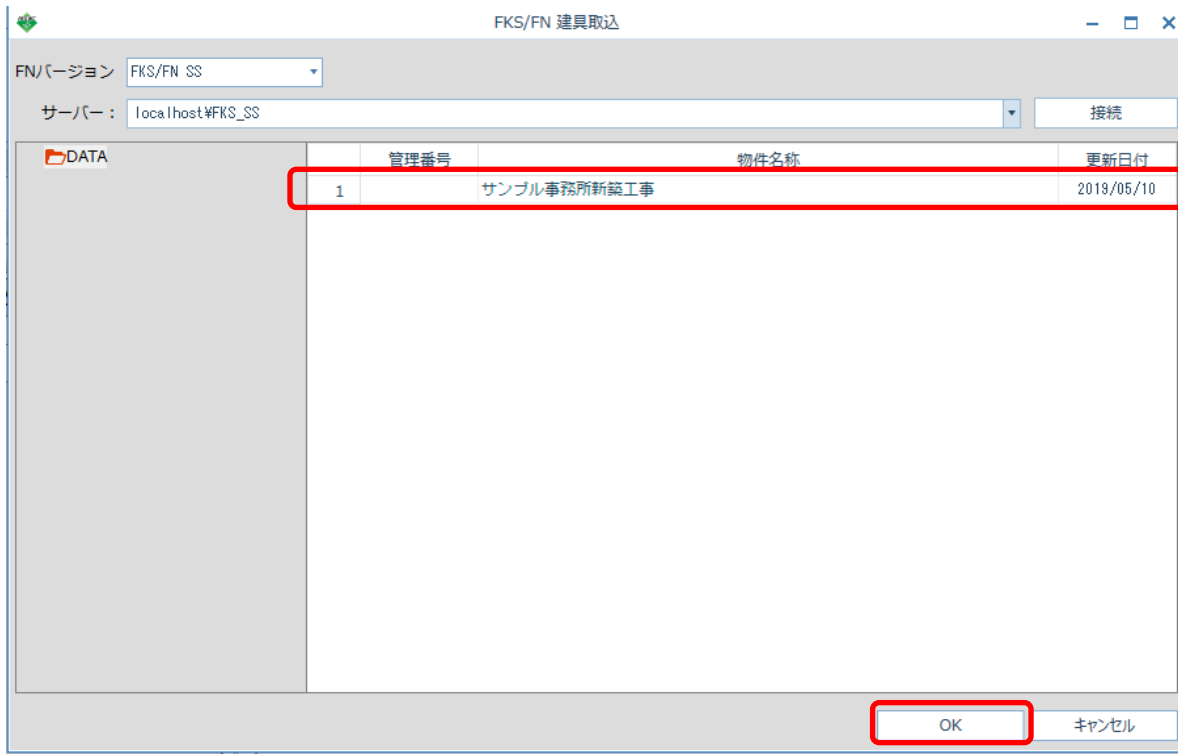 FKS/FN 建具取込
FNバージョン FKS/FN SS
サーバー： localhost¥FKS_SS 接続
DATA
管理番号 物件名称 更新日付
1 サンプル事務所新築工事 2019/05/10
OK キャンセル